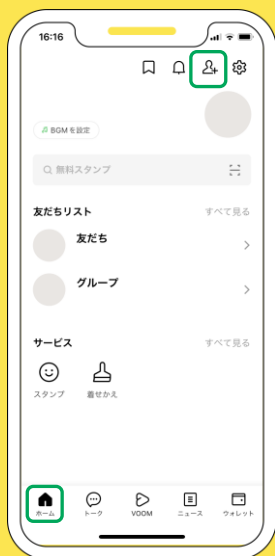 16:16
BGMを設定
無料スタンプ
友だちリスト すべて見る
友だち
グループ
サービス すべて見る
スタンプ 着せかえ
ホーム トーク VOOM ニュース ウォレット